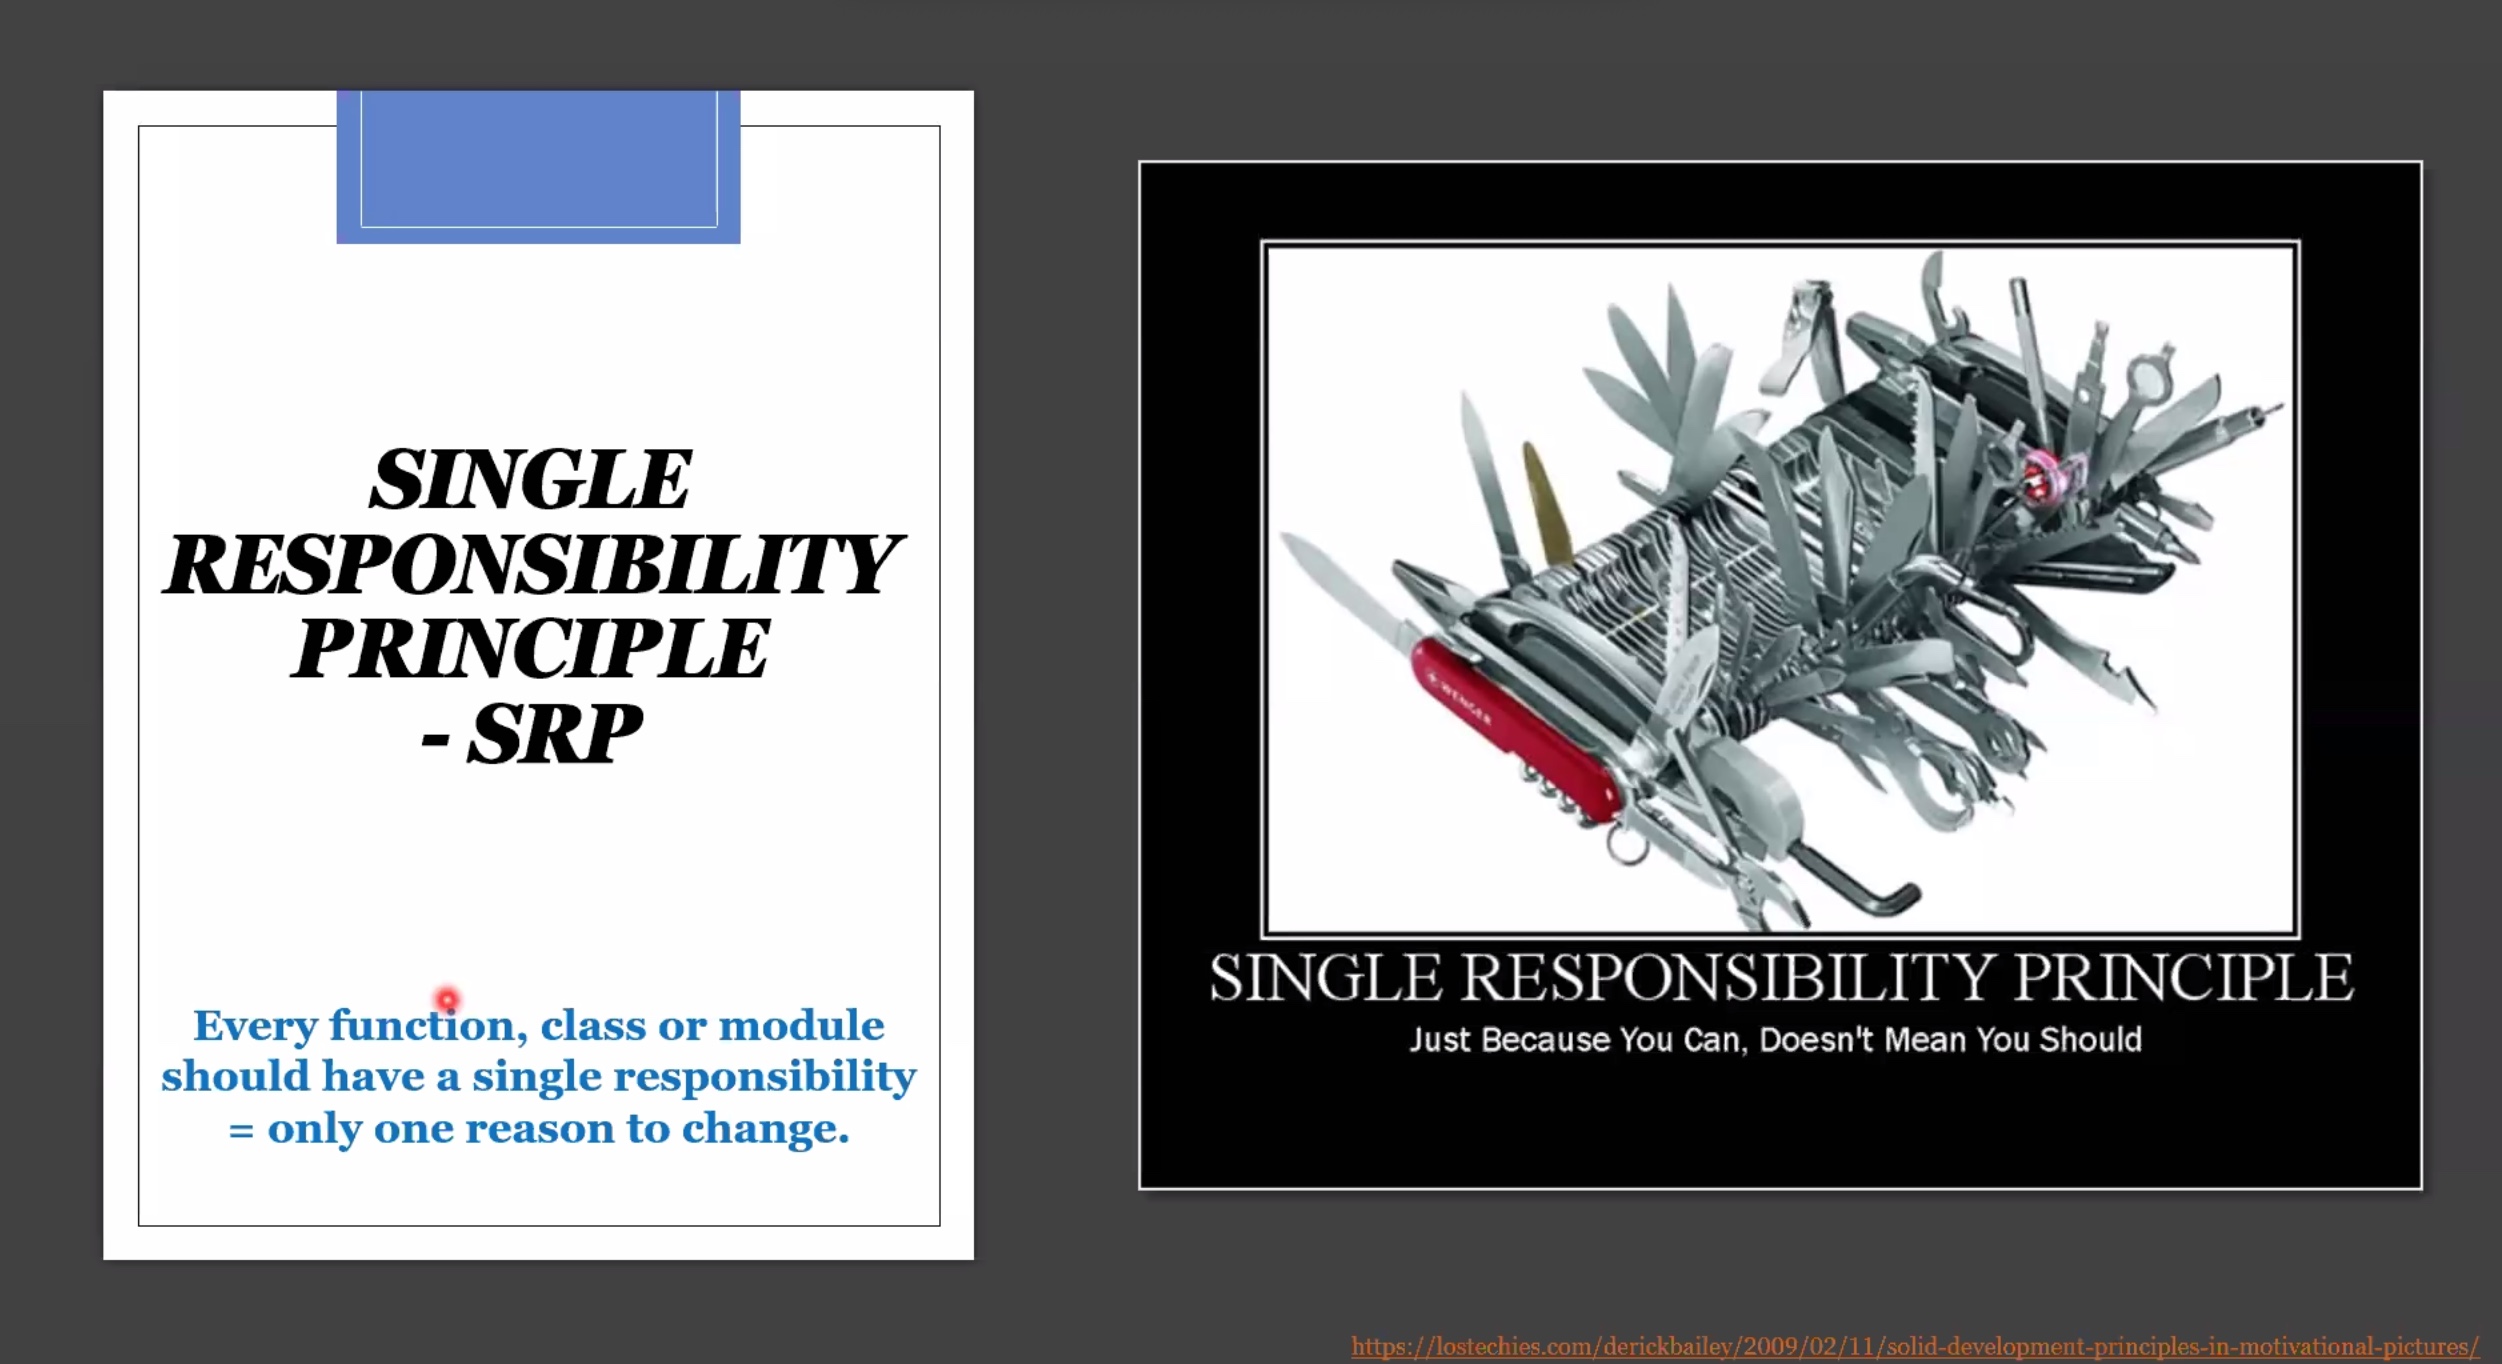 SINGLE
RESPONSIBILITY
PRINCIPLE
- SRP
Every function, class or module
should have a single responsibility
= only one reason to change.
WENGER
SINGLE RESPONSIBILITY PRINCIPLE
Just Because You Can, Doesn't Mean You Should
https://lostechies.com/derickbailey/2009/02/11/solid-development-principles-in-motivational-pictures/